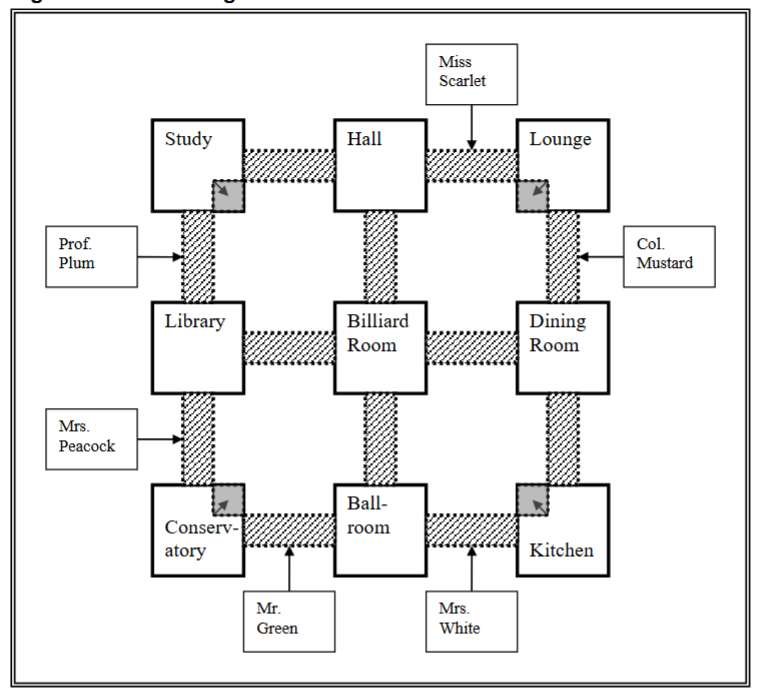 Miss
Scarlet
Study
Hall
Lounge
Prof.
Plum
Col.
Mustard
Library
Billiard
Room
Dining
Room
Mrs.
Peacock
Conserv-
atory
Ball-
room
Kitchen
Mr.
Green
Mrs.
White